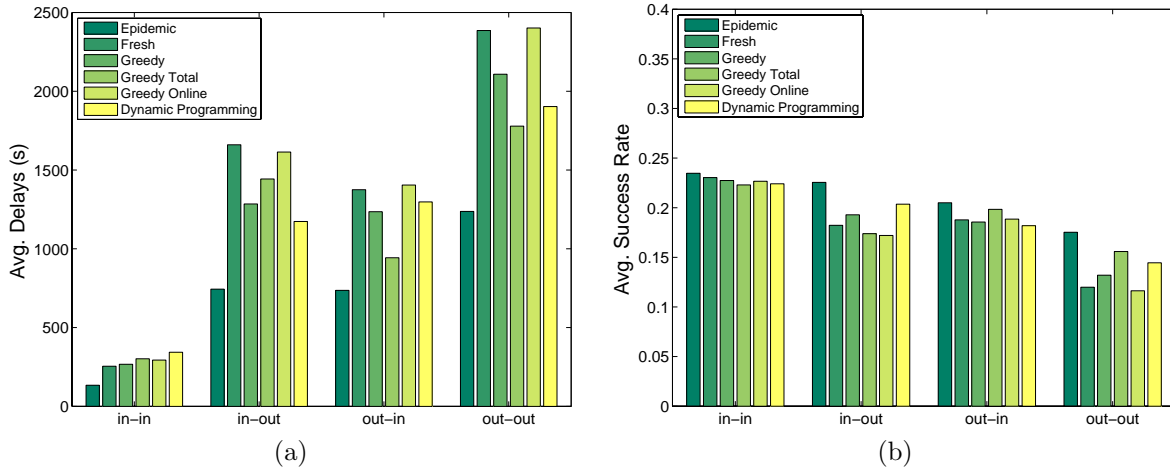 2500
2000
1500
1000
500
0
Avg. Delays (s)
Epidemic
Fresh
Greedy
Greedy Total
Greedy Online
Dynamic Programming
in−in
in−out
out−in
out−out
(a)
0.4
0.35
0.3
0.25
0.2
0.15
0.1
0.05
0
Avg. Success Rate
Epidemic
Fresh
Greedy
Greedy Total
Greedy Online
Dynamic Programming
in−in
in−out
out−in
out−out
(b)